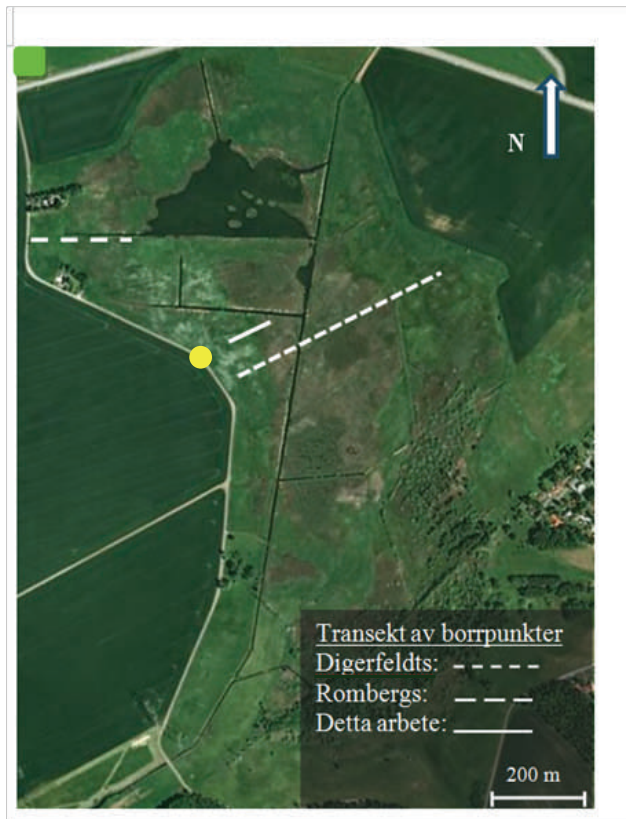 N
Transekt av borrpunkter
Digerfeldts:
Rombergs:
Detta arbete:
200 m